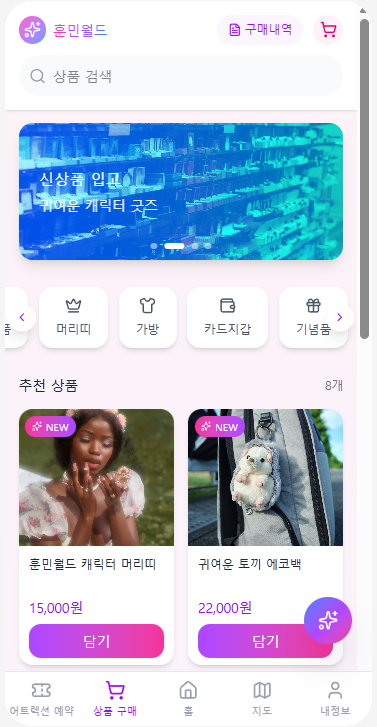 훈민월드
구매내역
상품 검색
신상품 입고
귀여운 캐릭터 굿즈
품
머리띠
가방
카드지갑
기념품
추천 상품
8개
NEW
NEW
훈민월드 캐릭터 머리띠
귀여운 토끼 에코백
15,000원
22,000원
담기
담기
어트렉션 예약
상품 구매
홈
지도
내정보